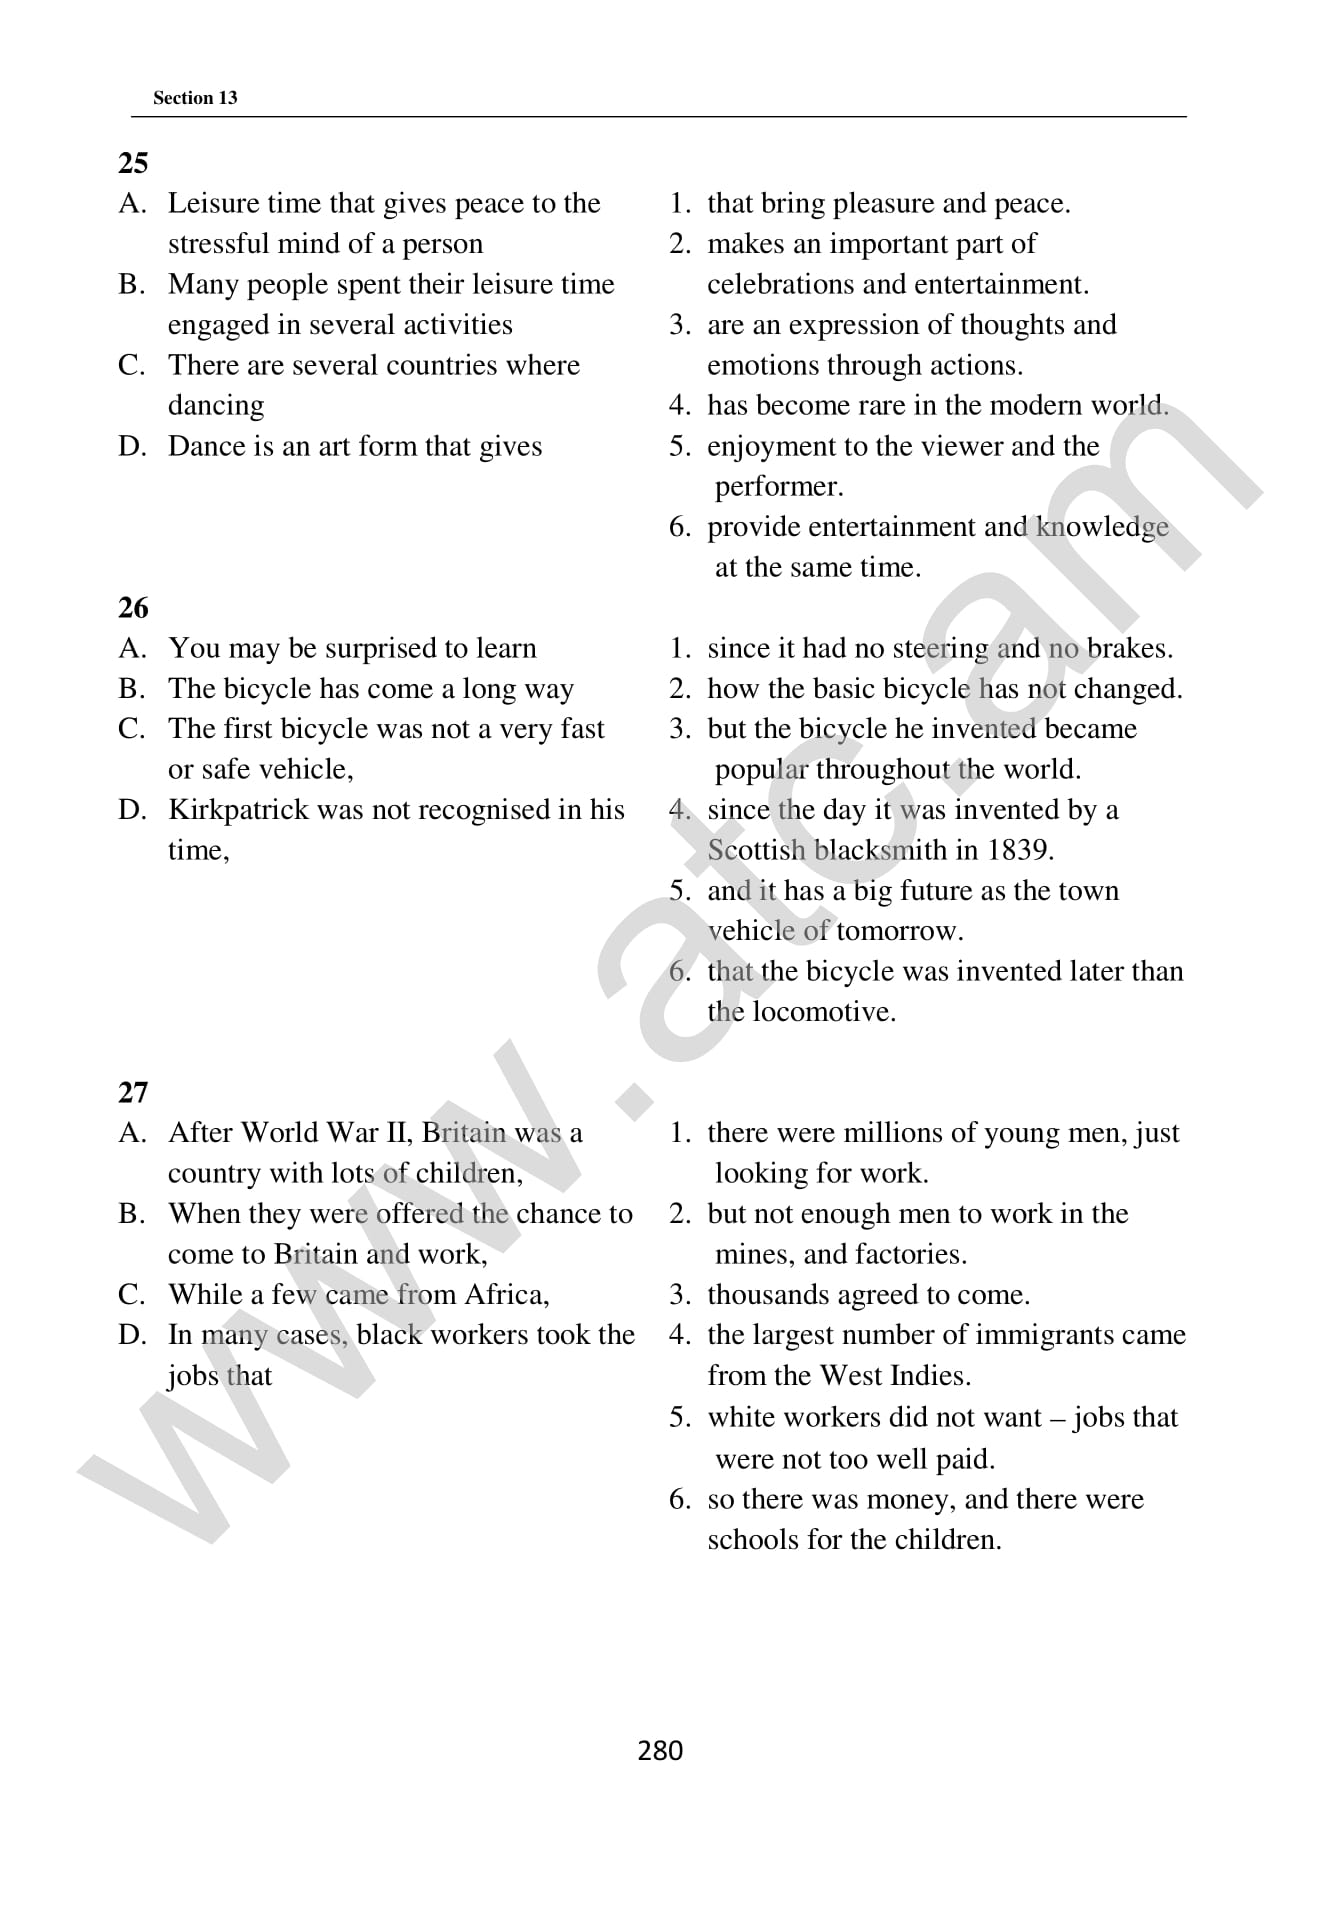 Section 13
25
A. Leisure time that gives peace to the
stressful mind of a person
B. Many people spent their leisure time
engaged in several activities
C. There are several countries where
dancing
D. Dance is an art form that gives
1. that bring pleasure and peace.
2. makes an important part of
celebrations and entertainment.
3. are an expression of thoughts and
emotions through actions.
4. has become rare in the modern world.
5. enjoyment to the viewer and the
performer.
6. provide entertainment and knowledge
at the same time.
26
A. You may be surprised to learn
B. The bicycle has come a long way
C. The first bicycle was not a very fast
or safe vehicle,
D. Kirkpatrick was not recognised in his
time,
1. since it had no steering and no brakes.
2. how the basic bicycle has not changed.
3. but the bicycle he invented became
popular throughout the world.
4. since the day it was invented by a
Scottish blacksmith in 1839.
5. and it has a big future as the town
vehicle of tomorrow.
6. that the bicycle was invented later than
the locomotive.
27
A. After World War II, Britain was a
country with lots of children,
B. When they were offered the chance to
come to Britain and work,
C. While a few came from Africa,
D. In many cases, black workers took the
jobs that
1. there were millions of young men, just
looking for work.
2. but not enough men to work in the
mines, and factories.
3. thousands agreed to come.
4. the largest number of immigrants came
from the West Indies.
5. white workers did not want – jobs that
were not too well paid.
6. so there was money, and there were
schools for the children.
280
www.atc.am